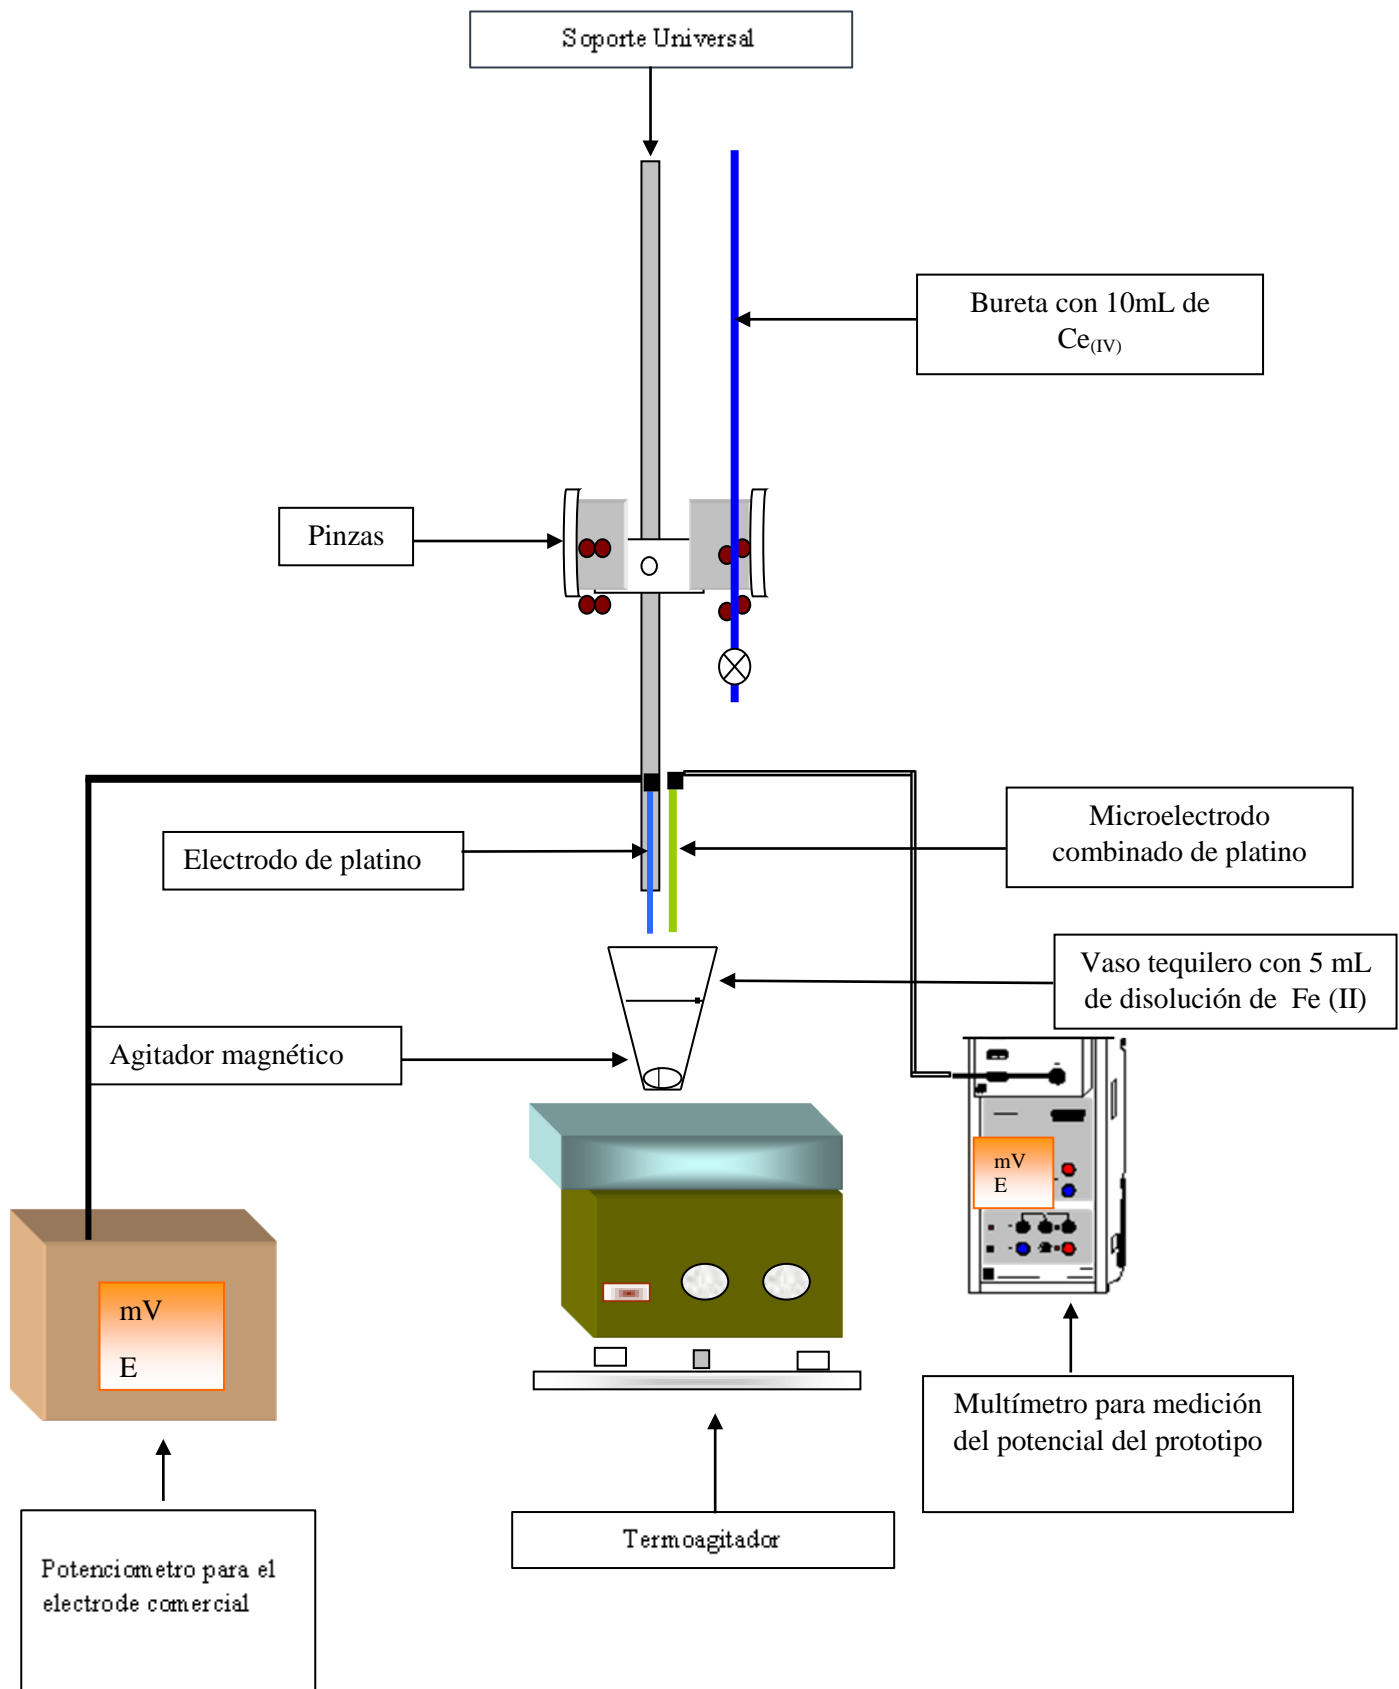 Soporte Universal
Bureta con 10mL de
Ce(IV)
Pinzas
Microelectrodo
combinado de platino
Electrodo de platino
Vaso tequilero con 5 mL
de disolución de Fe (II)
Agitador magnético
mV
E
mV
E
Multímetro para medición
del potencial del prototipo
Termoagitador
Potenciometro para el
electrode comercial